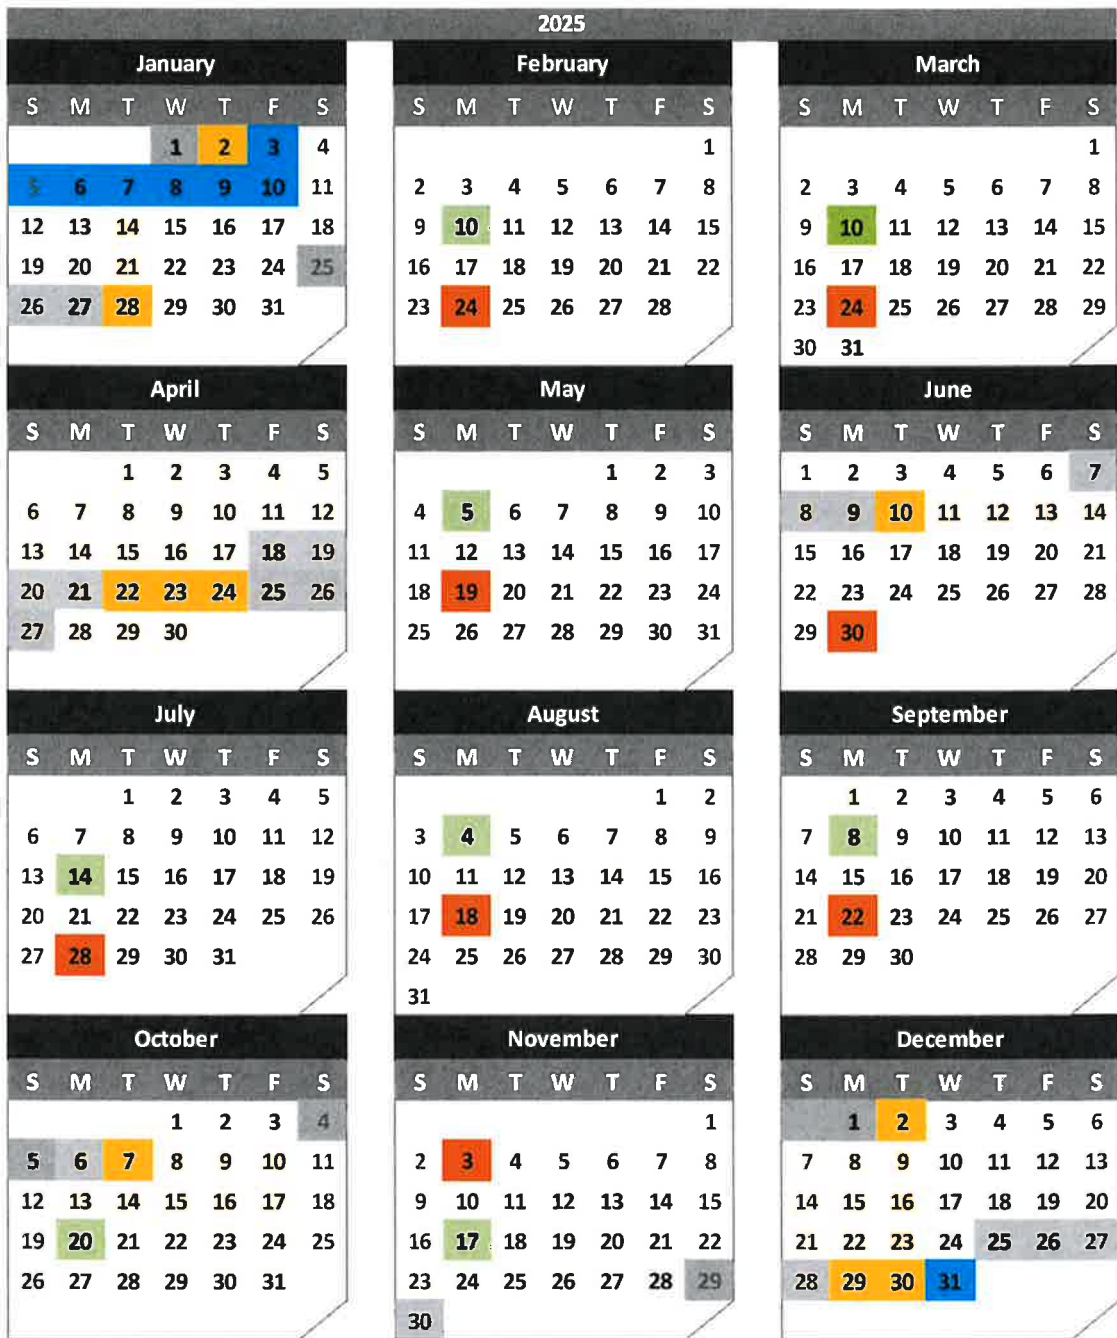 2025
January February March
S M T W T F S S M T W T F S S M T W T F S
1 2 3 4 1 1
5 6 7 8 9 10 11 2 3 4 5 6 7 8 2 3 4 5 6 7 8
12 13 14 15 16 17 18 9 10 11 12 13 14 15 9 10 11 12 13 14 15
19 20 21 22 23 24 25 16 17 18 19 20 21 22 16 17 18 19 20 21 22
26 27 28 29 30 31 23 24 25 26 27 28 23 24 25 26 27 28 29
30 31
April May June
S M T W T F S S M T W T F S S M T W T F S
1 2 3 4 5 1 2 3 1 2 3 4 5 6 7
6 7 8 9 10 11 12 4 5 6 7 8 9 10 8 9 10 11 12 13 14
13 14 15 16 17 18 19 11 12 13 14 15 16 17 15 16 17 18 19 20 21
20 21 22 23 24 25 26 18 19 20 21 22 23 24 22 23 24 25 26 27 28
27 28 29 30 25 26 27 28 29 30 31 29 30
July August September
S M T W T F S S M T W T F S S M T W T F S
1 2 3 4 5 1 2 1 2 3 4 5 6
6 7 8 9 10 11 12 3 4 5 6 7 8 9 7 8 9 10 11 12 13
13 14 15 16 17 18 19 10 11 12 13 14 15 16 14 15 16 17 18 19 20
20 21 22 23 24 25 26 17 18 19 20 21 22 23 21 22 23 24 25 26 27
27 28 29 30 31 24 25 26 27 28 29 30 28 29 30
31
October November December
S M T W T F S S M T W T F S S M T W T F S
1 2 3 4 1 1 2 3 4 5 6
5 6 7 8 9 10 11 2 3 4 5 6 7 8 7 8 9 10 11 12 13
12 13 14 15 16 17 18 9 10 11 12 13 14 15 14 15 16 17 18 19 20
19 20 21 22 23 24 25 16 17 18 19 20 21 22 21 22 23 24 25 26 27
26 27 28 29 30 31 23 24 25 26 27 28 29 28 29 30 31
30